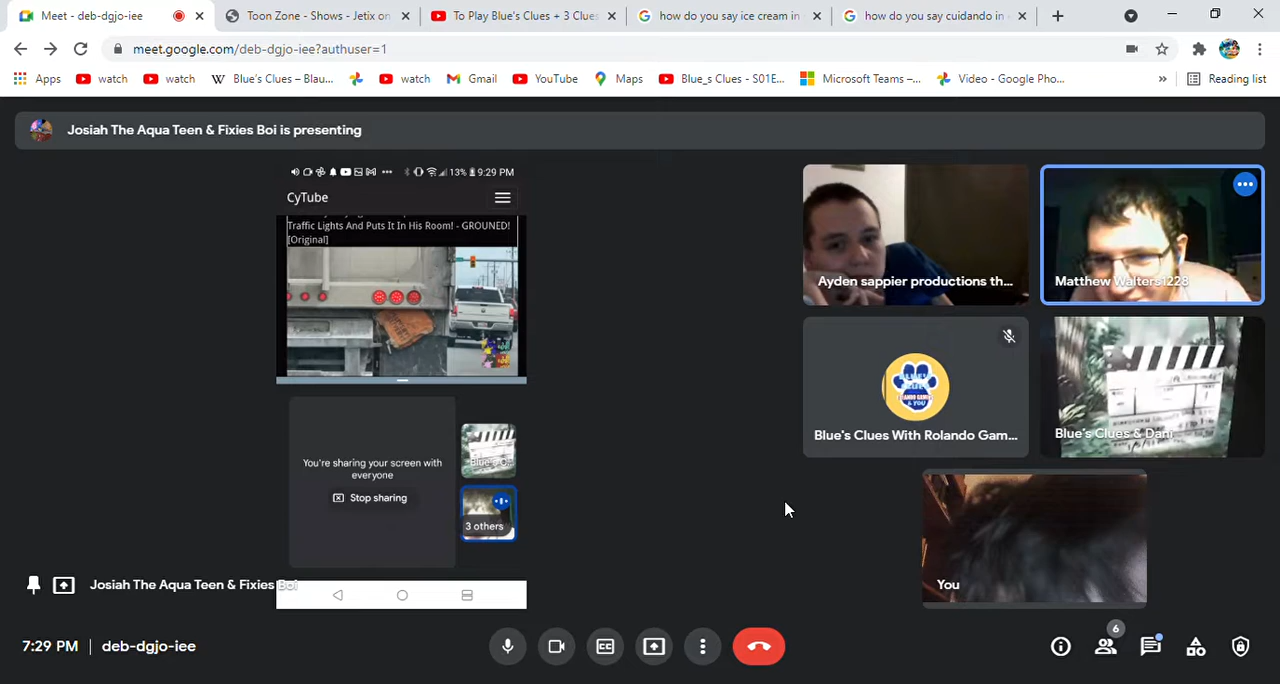 Meet - deb-dgjo-iee
Toon Zone - Shows - Jetix on
To Play Blue's Clues + 3 Clues
how do you say ice cream in
how do you say cuidando in
meet.google.com/deb-dgjo-iee?authuser=1
Apps
watch
watch
Blue's Clues – Blau...
watch
Gmail
YouTube
Maps
Blue_s Clues - S01E...
Microsoft Teams –...
Video - Google Pho...
»
Reading list
Josiah The Aqua Teen & Fixies Boi is presenting
13% 9:29 PM
CyTube
Traffic Lights And Puts It In His Room! - GROUNDED!
[Original]
You're sharing your screen with
everyone
Stop sharing
3 others
Ayden sappier productions th...
Matthew Walters1228
Blue's Clues With Rolando Gam...
Blue's Clues & Dani
You
Josiah The Aqua Teen & Fixies Boi
7:29 PM | deb-dgjo-iee
6